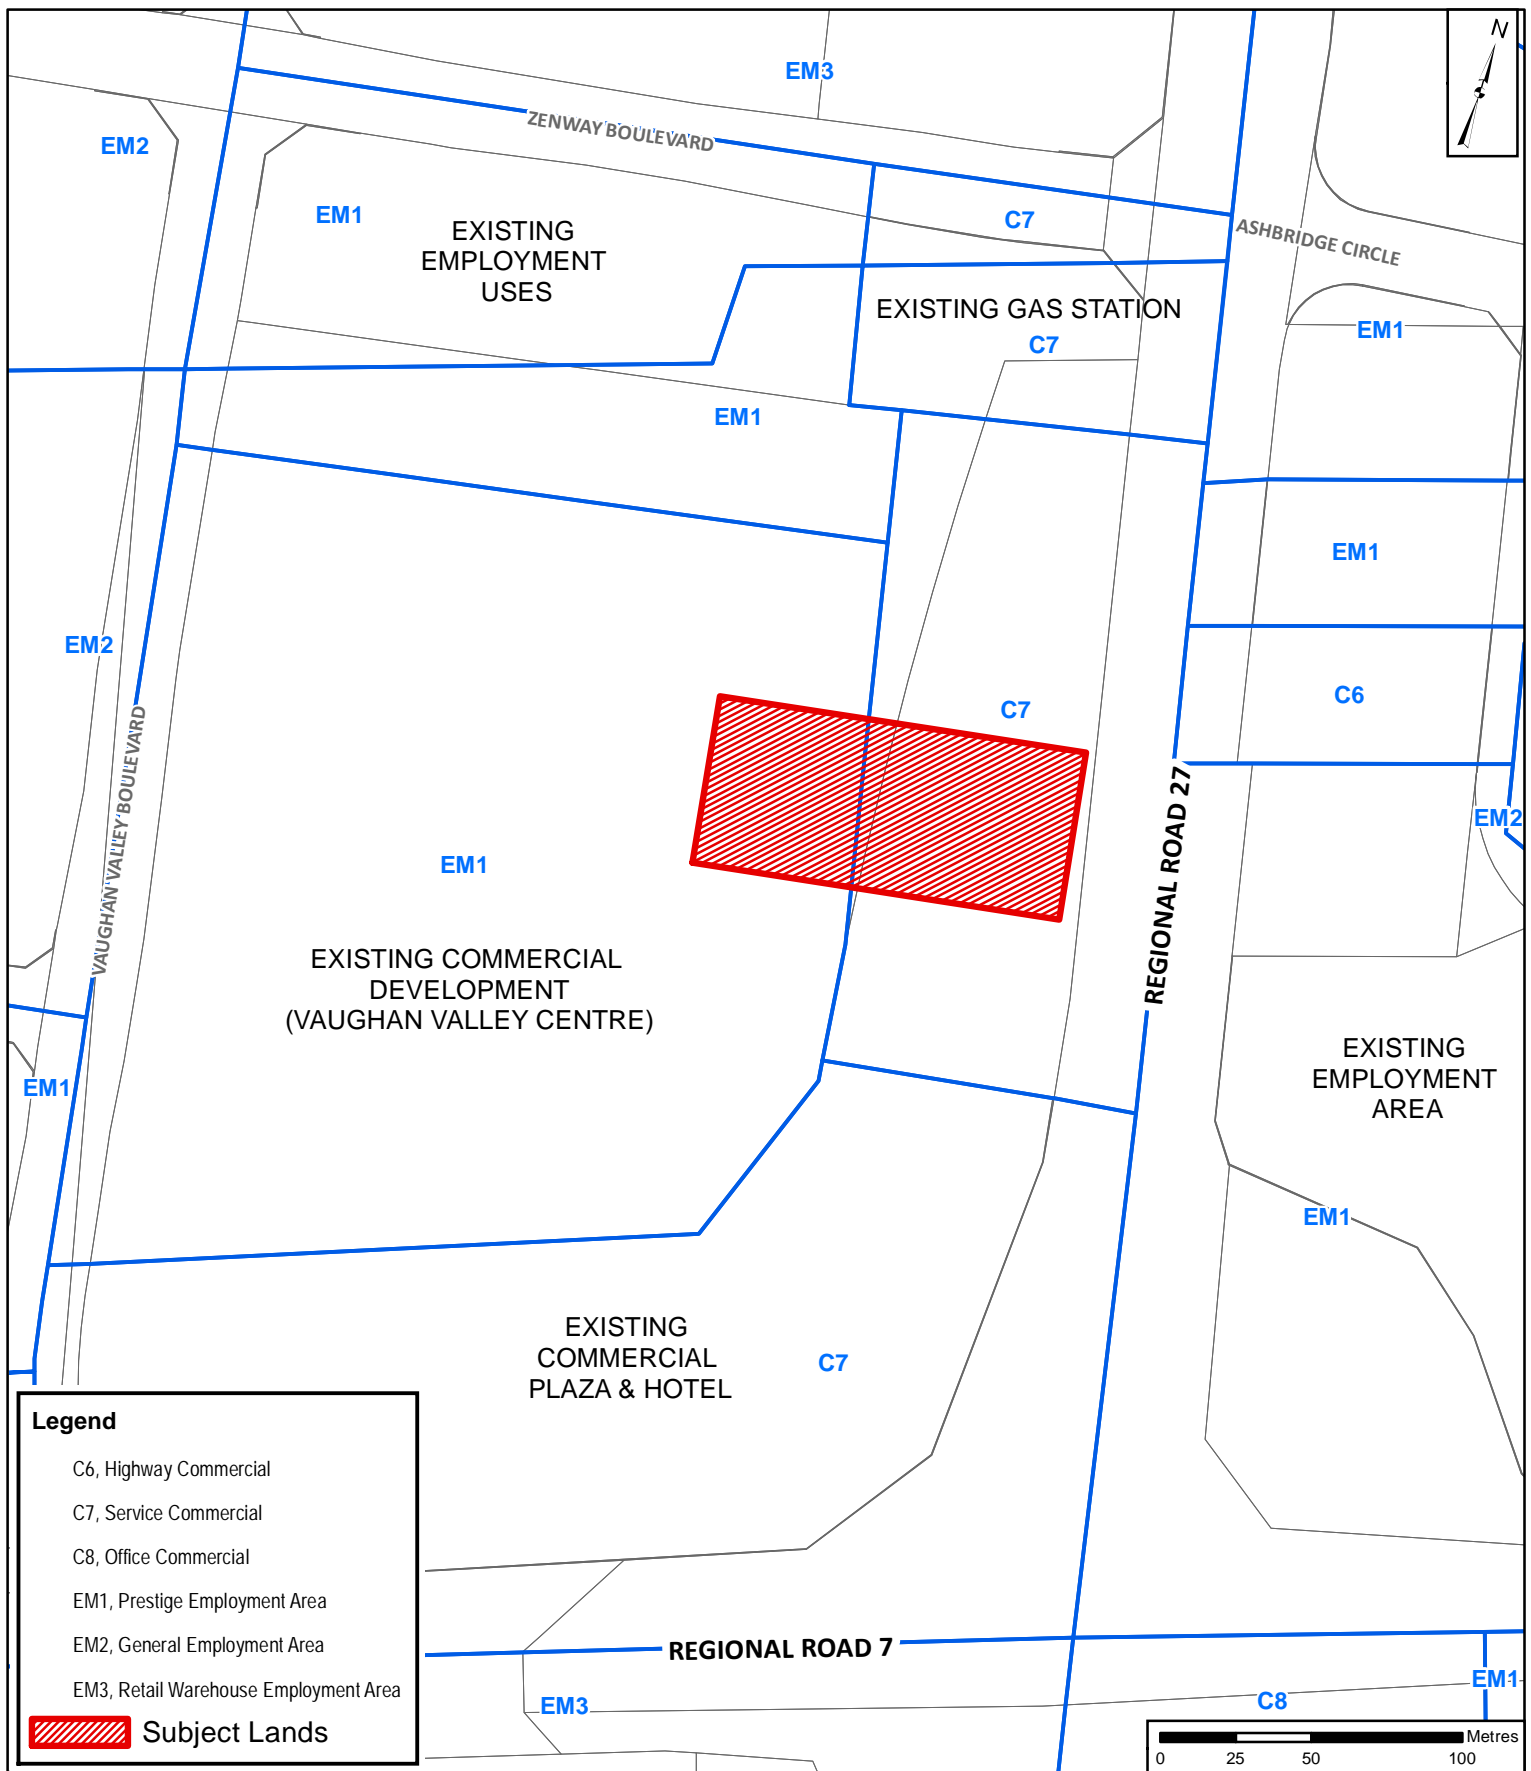 N
EM3
ZENWAY BOULEVARD
EM2
EM1
C7
ASHBRIDGE CIRCLE
EXISTING
EMPLOYMENT
USES
EXISTING GAS STATION
C7
EM1
EM1
EM1
EM2
C7
C6
VAUGHAN VALLEY BOULEVARD
REGIONAL ROAD 27
EM2
EM1
EXISTING COMMERCIAL
DEVELOPMENT
(VAUGHAN VALLEY CENTRE)
EXISTING
EMPLOYMENT
AREA
EM1
EM1
EXISTING
COMMERCIAL
PLAZA & HOTEL
C7
Legend
C6, Highway Commercial
C7, Service Commercial
C8, Office Commercial
EM1, Prestige Employment Area
EM2, General Employment Area
EM3, Retail Warehouse Employment Area
Subject Lands
REGIONAL ROAD 7
EM3
C8
EM1
Metres
0 25 50 100